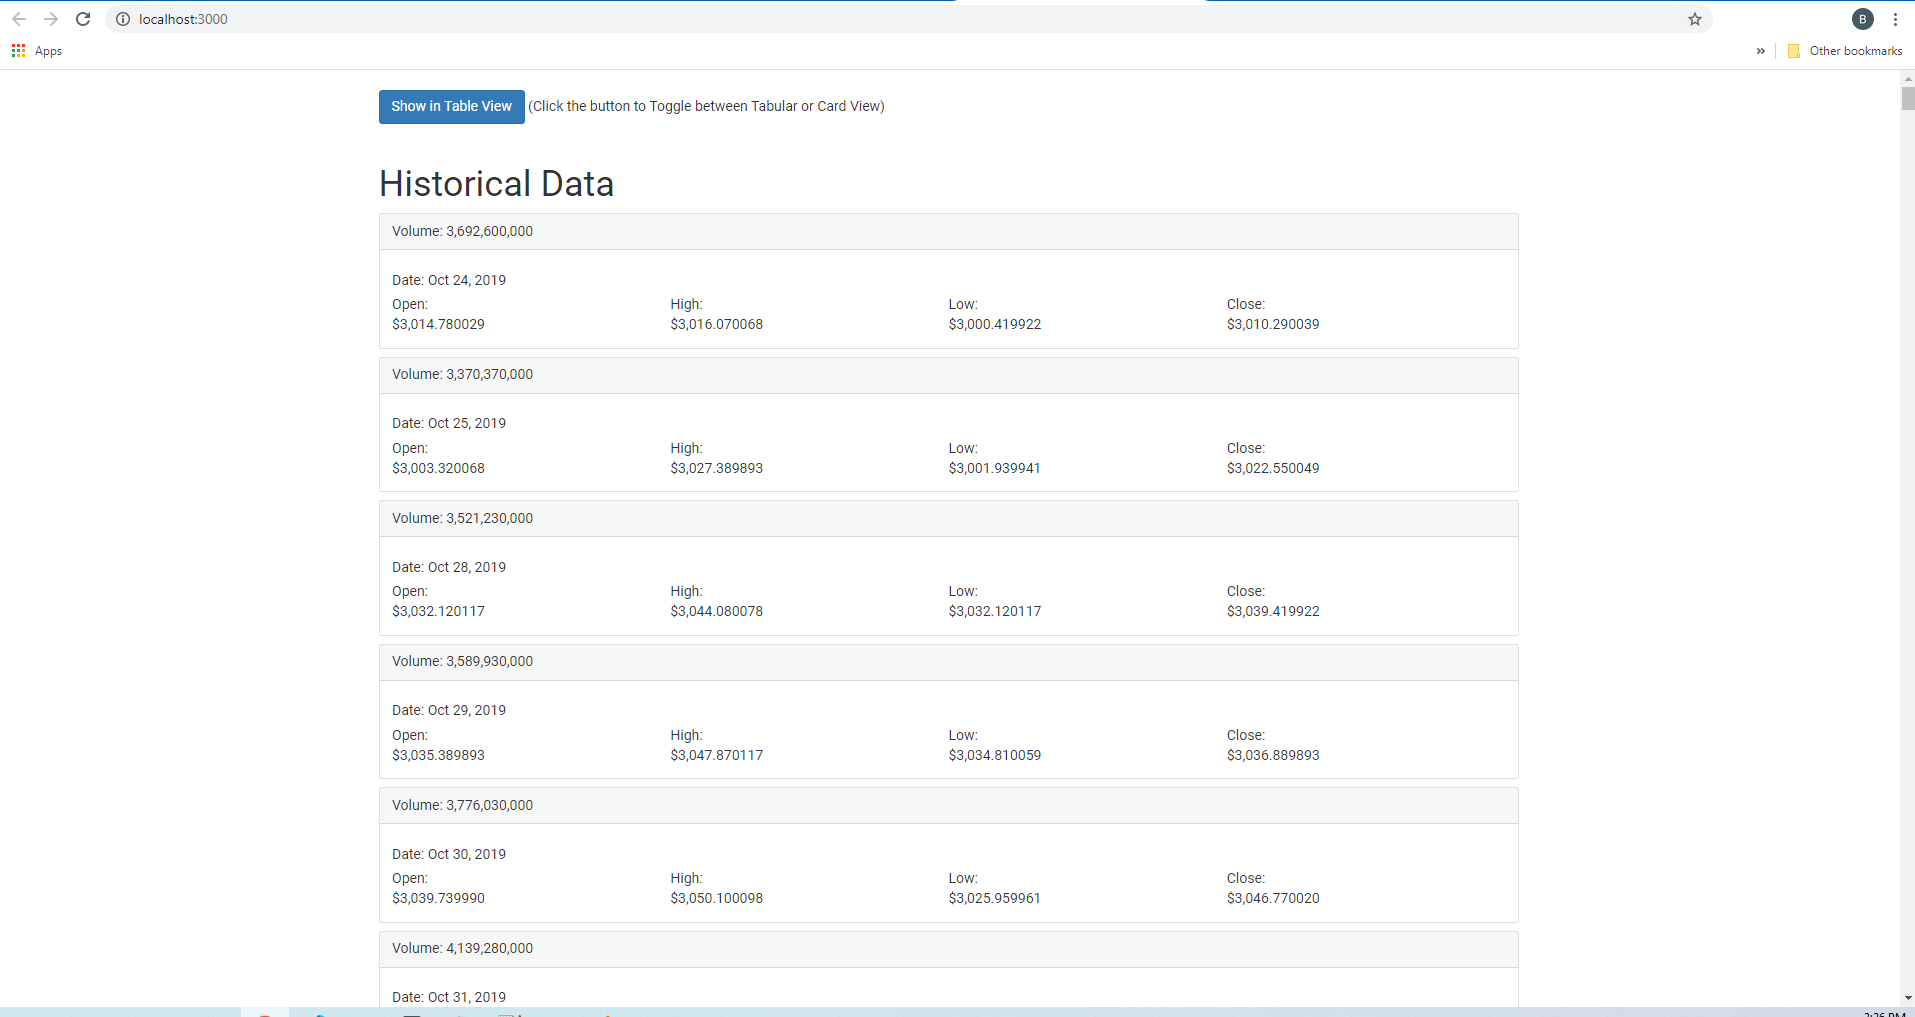 localhost:3000
B
Apps
»
Other bookmarks
Show in Table View (Click the button to Toggle between Tabular or Card View)
Historical Data
Volume: 3,692,600,000
Date: Oct 24, 2019
Open: High: Low: Close:
$3,014.780029 $3,016.070068 $3,000.419922 $3,010.290039
Volume: 3,370,370,000
Date: Oct 25, 2019
Open: High: Low: Close:
$3,003.320068 $3,027.389893 $3,001.939941 $3,022.550049
Volume: 3,521,230,000
Date: Oct 28, 2019
Open: High: Low: Close:
$3,032.120117 $3,044.080078 $3,032.120117 $3,039.419922
Volume: 3,589,930,000
Date: Oct 29, 2019
Open: High: Low: Close:
$3,035.389893 $3,047.870117 $3,034.810059 $3,036.889893
Volume: 3,776,030,000
Date: Oct 30, 2019
Open: High: Low: Close:
$3,039.739990 $3,050.100098 $3,025.959961 $3,046.770020
Volume: 4,139,280,000
Date: Oct 31, 2019